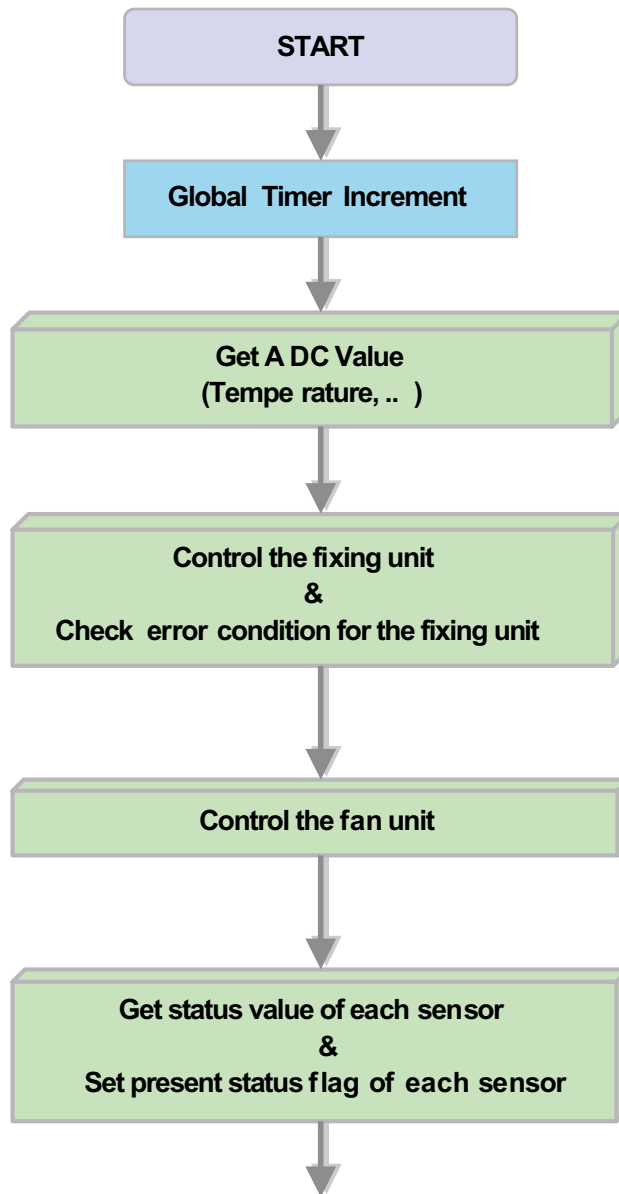 START
Global Timer Increment
Get A DC Value
(Tempe rature, .. )
Control the fixing unit
&
Check error condition for the fixing unit
Control the fan unit
Get status value of each sensor
&
Set present status flag of each sensor